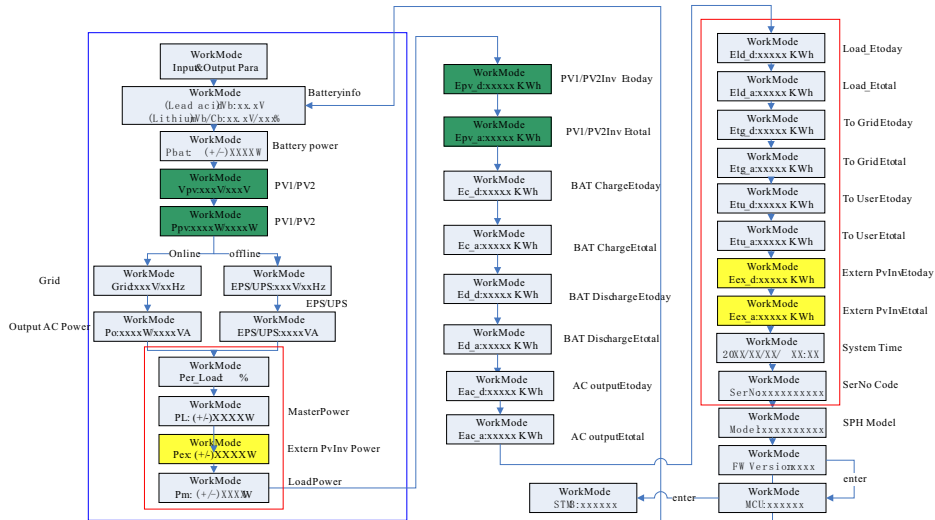 WorkMode
Input&Output Para
WorkMode
(Lead acid)Vb:xx.xV
(Lithium)Vb/Cb:xx.xV/xxx%
Batteryinfo
WorkMode
Pbat: (+/-)XXXXW
Battery power
WorkMode
Vpv:xxxV/xxxV
PV1/PV2
WorkMode
Ppv:xxxxW/xxxxW
PV1/PV2
Online
offline
Grid
WorkMode
Grid:xxxV/xxHz
WorkMode
EPS/UPS:xxxV/xxHz
EPS/UPS
Output AC Power
WorkMode
Po:xxxxW/xxxxVA
WorkMode
EPS/UPS:xxxxVA
WorkMode
Per_Load: %
WorkMode
PL: (+/-)XXXXW
MasterPower
WorkMode
Pex: (+/-)XXXXW
Extern PvInv Power
WorkMode
Pm: (+/-)XXXXW
LoadPower
WorkMode
Epv_d:xxxxx KWh
PV1/PV2Inv Etoday
WorkMode
Epv_a:xxxxx KWh
PV1/PV2Inv Etotal
WorkMode
Ec_d:xxxxx KWh
BAT ChargeEtoday
WorkMode
Ec_a:xxxxx KWh
BAT ChargeEtotal
WorkMode
Ed_d:xxxxx KWh
BAT DischargeEtoday
WorkMode
Ed_a:xxxxx KWh
BAT DischargeEtotal
WorkMode
Eac_d:xxxxx KWh
AC outputEtoday
WorkMode
Eac_a:xxxxx KWh
AC outputEtotal
WorkMode
Eld_d:xxxxx KWh
Load_Etoday
WorkMode
Eld_a:xxxxx KWh
Load_Etotal
WorkMode
Etg_d:xxxxx KWh
To GridEtoday
WorkMode
Etg_a:xxxxx KWh
To GridEtotal
WorkMode
Etu_d:xxxxx KWh
To UserEtoday
WorkMode
Etu_a:xxxxx KWh
To UserEtotal
WorkMode
Eex_d:xxxxx KWh
Extern PvInvEtoday
WorkMode
Eex_a:xxxxx KWh
Extern PvInvEtotal
WorkMode
20XX/XX/XX/ XX:XX
System Time
WorkMode
SerNo:xxxxxxxxxx
SerNo Code
WorkMode
Model:xxxxxxxxxx
SPH Model
WorkMode
FW Version:xxxx
enter
WorkMode
MCU:xxxxxx
enter
WorkMode
STM3:xxxxxx